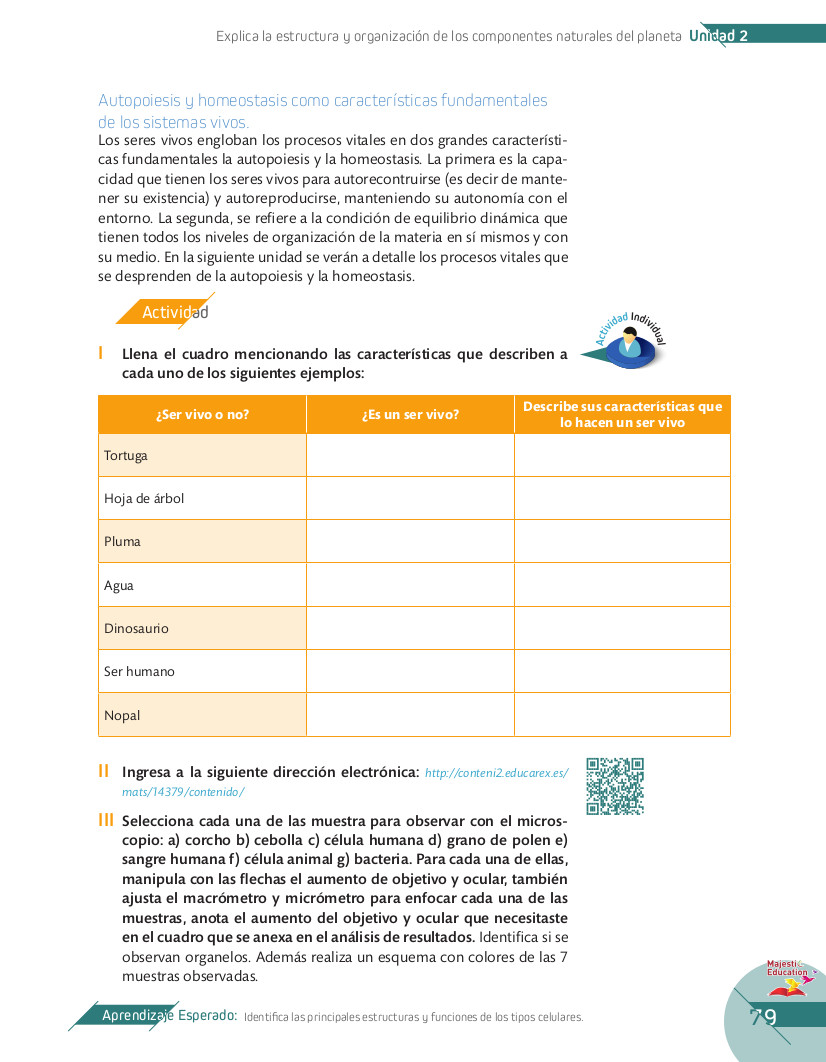 Explica la estructura y organización de los componentes naturales del planeta Unidad 2
Autopoiesis y homeostasis como características fundamentales
de los sistemas vivos.
Los seres vivos engloban los procesos vitales en dos grandes característi-
cas fundamentales la autopoiesis y la homeostasis. La primera es la capa-
cidad que tienen los seres vivos para autorecontruirse (es decir de mante-
ner su existencia) y autoreproducirse, manteniendo su autonomía con el
entorno. La segunda, se refiere a la condición de equilibrio dinámica que
tienen todos los niveles de organización de la materia en sí mismos y con
su medio. En la siguiente unidad se verán a detalle los procesos vitales que
se desprenden de la autopoiesis y la homeostasis.
Actividad
Actividad Individual
I Llena el cuadro mencionando las características que describen a
cada uno de los siguientes ejemplos:
¿Ser vivo o no? ¿Es un ser vivo? Describe sus características que
lo hacen un ser vivo
Tortuga
Hoja de árbol
Pluma
Agua
Dinosaurio
Ser humano
Nopal
II Ingresa a la siguiente dirección electrónica: http://conteni2.educarex.es/
mats/14379/contenido/
III Selecciona cada una de las muestra para observar con el micros-
copio: a) corcho b) cebolla c) célula humana d) grano de polen e)
sangre humana f) célula animal g) bacteria. Para cada una de ellas,
manipula con las flechas el aumento de objetivo y ocular, también
ajusta el macrómetro y micrómetro para enfocar cada una de las
muestras, anota el aumento del objetivo y ocular que necesitaste
en el cuadro que se anexa en el análisis de resultados. Identifica si se
observan organelos. Además realiza un esquema con colores de las 7
muestras observadas.
Majestic
Education
Aprendizaje Esperado: Identifica las principales estructuras y funciones de los tipos celulares.
79